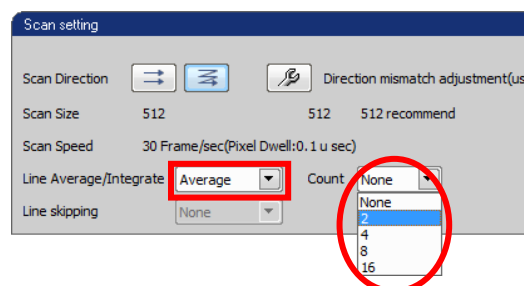 Scan setting
Scan Direction Direction mismatch adjustment(us
Scan Size 512 512 512 recommend
Scan Speed 30 Frame/sec(Pixel Dwell:0.1 u sec)
Line Average/Integrate Average Count None
Line skipping None
None
2
4
8
16